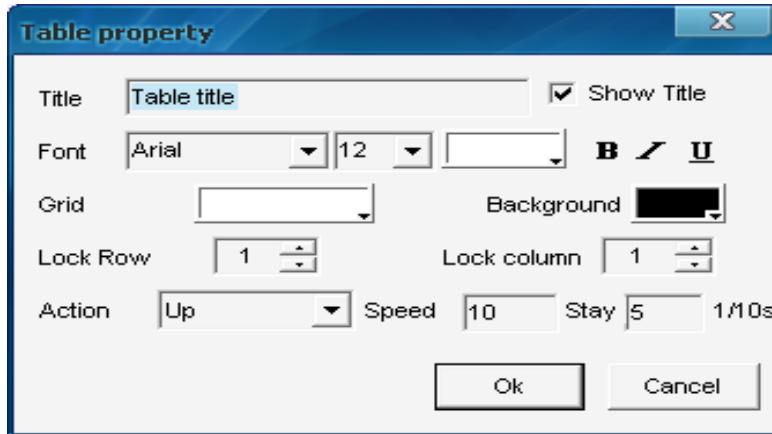 Table property
Title Table title Show Title
Font Arial 12 B I U
Grid Background
Lock Row 1 Lock column 1
Action Up Speed 10 Stay 5 1/10s
Ok Cancel